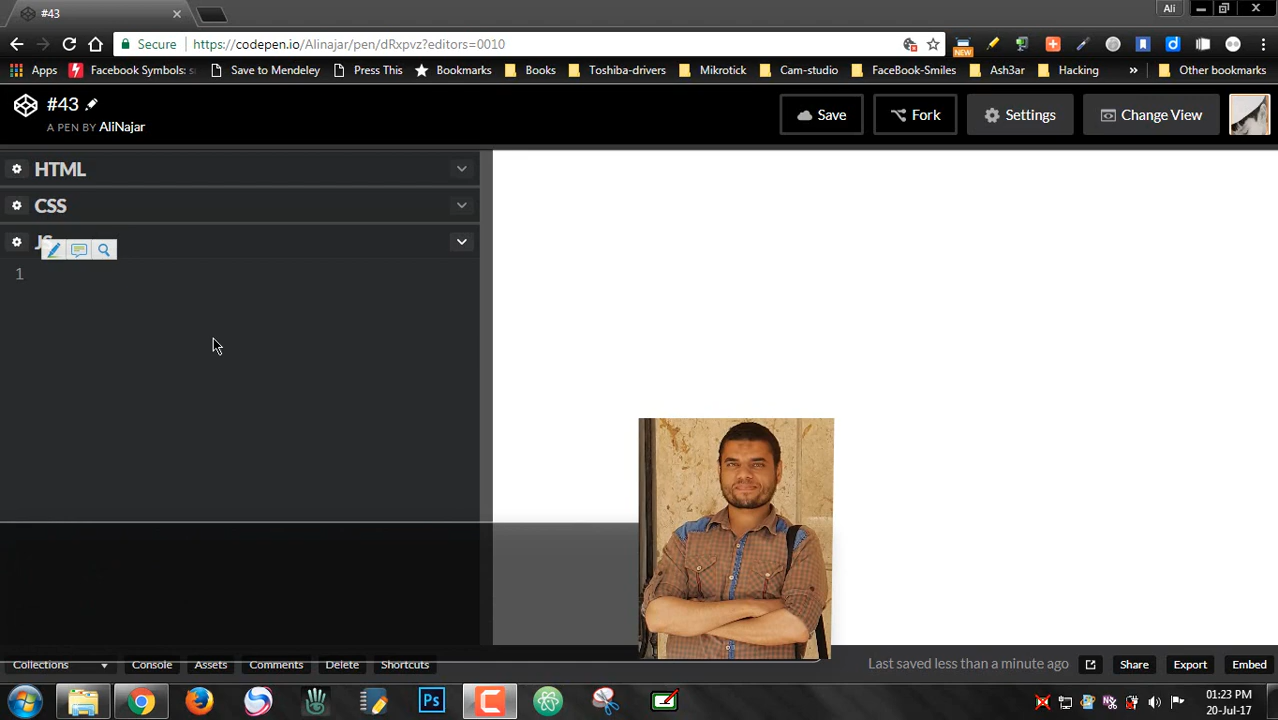 #43
Ali
Secure
https://codepen.io/Alinajar/pen/dRxpvz?editors=0010
Apps
Facebook Symbols: s
Save to Mendeley
Press This
Bookmarks
Books
Toshiba-drivers
Mikrotick
Cam-studio
FaceBook-Smiles
Ash3ar
Hacking
»
Other bookmarks
NEW
#43
A PEN BY AliNajar
Save
Fork
Settings
Change View
HTML
CSS
JS
1
Collections
Console
Assets
Comments
Delete
Shortcuts
Last saved less than a minute ago
Share
Export
Embed
Ps
01:23 PM
20-Jul-17